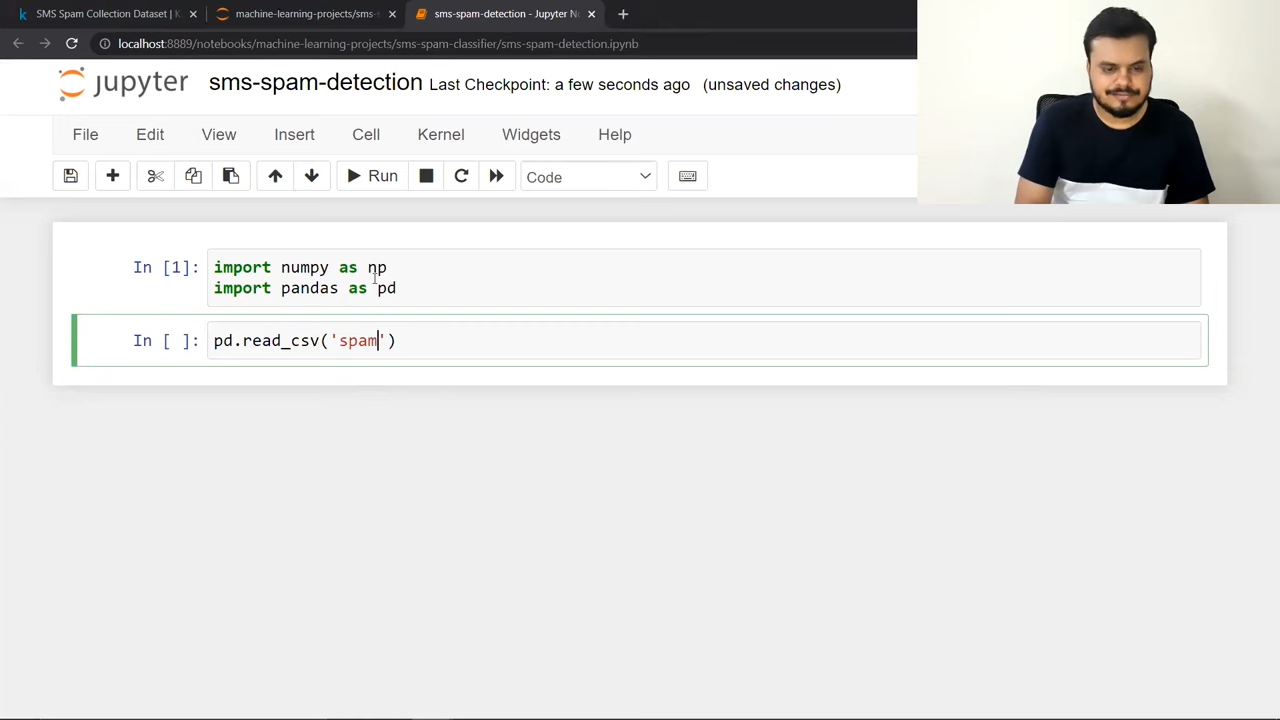 SMS Spam Collection Dataset | K
machine-learning-projects/sms-s
sms-spam-detection - Jupyter No
localhost:8889/notebooks/machine-learning-projects/sms-spam-classifier/sms-spam-detection.ipynb
jupyter sms-spam-detection Last Checkpoint: a few seconds ago (unsaved changes)
File Edit View Insert Cell Kernel Widgets Help
Run Code
In [1]: import numpy as np
import pandas as pd
In [ ]: pd.read_csv('spam')